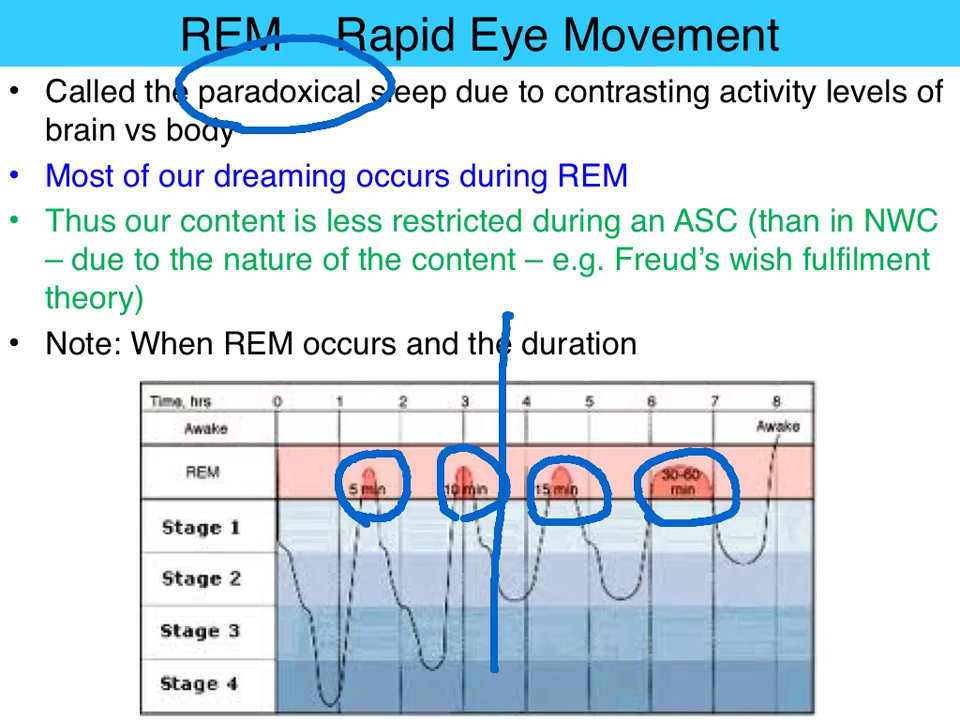 REM – Rapid Eye Movement
• Called the paradoxical sleep due to contrasting activity levels of
brain vs body
• Most of our dreaming occurs during REM
• Thus our content is less restricted during an ASC (than in NWC
– due to the nature of the content – e.g. Freud’s wish fulfilment
theory)
• Note: When REM occurs and the duration
Time, hrs 0 1 2 3 4 5 6 7 8
Awake Awake
REM 5 min 10 min 15 min 30-60
min
Stage 1
Stage 2
Stage 3
Stage 4